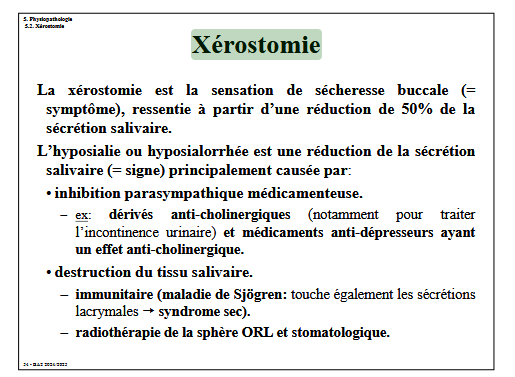 5. Physiopathologie
5.2. Xérostomie
Xérostomie
La xérostomie est la sensation de sécheresse buccale (=
symptôme), ressentie à partir d’une réduction de 50% de la
sécrétion salivaire.
L’hyposialie ou hyposialorrhée est une réduction de la sécrétion
salivaire (= signe) principalement causée par:
• inhibition parasympathique médicamenteuse.
– ex: dérivés anti-cholinergiques (notamment pour traiter
l’incontinence urinaire) et médicaments anti-dépresseurs ayant
un effet anti-cholinergique.
• destruction du tissu salivaire.
– immunitaire (maladie de Sjögren: touche également les sécrétions
lacrymales → syndrome sec).
– radiothérapie de la sphère ORL et stomatologique.
2024/2025